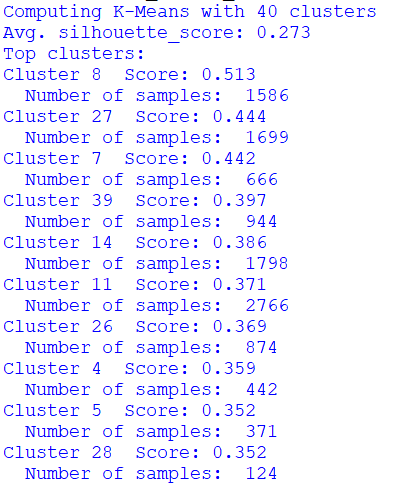 Computing K-Means with 40 clusters
Avg. silhouette_score: 0.273
Top clusters:
Cluster 8  Score: 0.513
  Number of samples:  1586
Cluster 27  Score: 0.444
  Number of samples:  1699
Cluster 7  Score: 0.442
  Number of samples:  666
Cluster 39  Score: 0.397
  Number of samples:  944
Cluster 14  Score: 0.386
  Number of samples:  1798
Cluster 11  Score: 0.371
  Number of samples:  2766
Cluster 26  Score: 0.369
  Number of samples:  874
Cluster 4  Score: 0.359
  Number of samples:  442
Cluster 5  Score: 0.352
  Number of samples:  371
Cluster 28  Score: 0.352
  Number of samples:  124